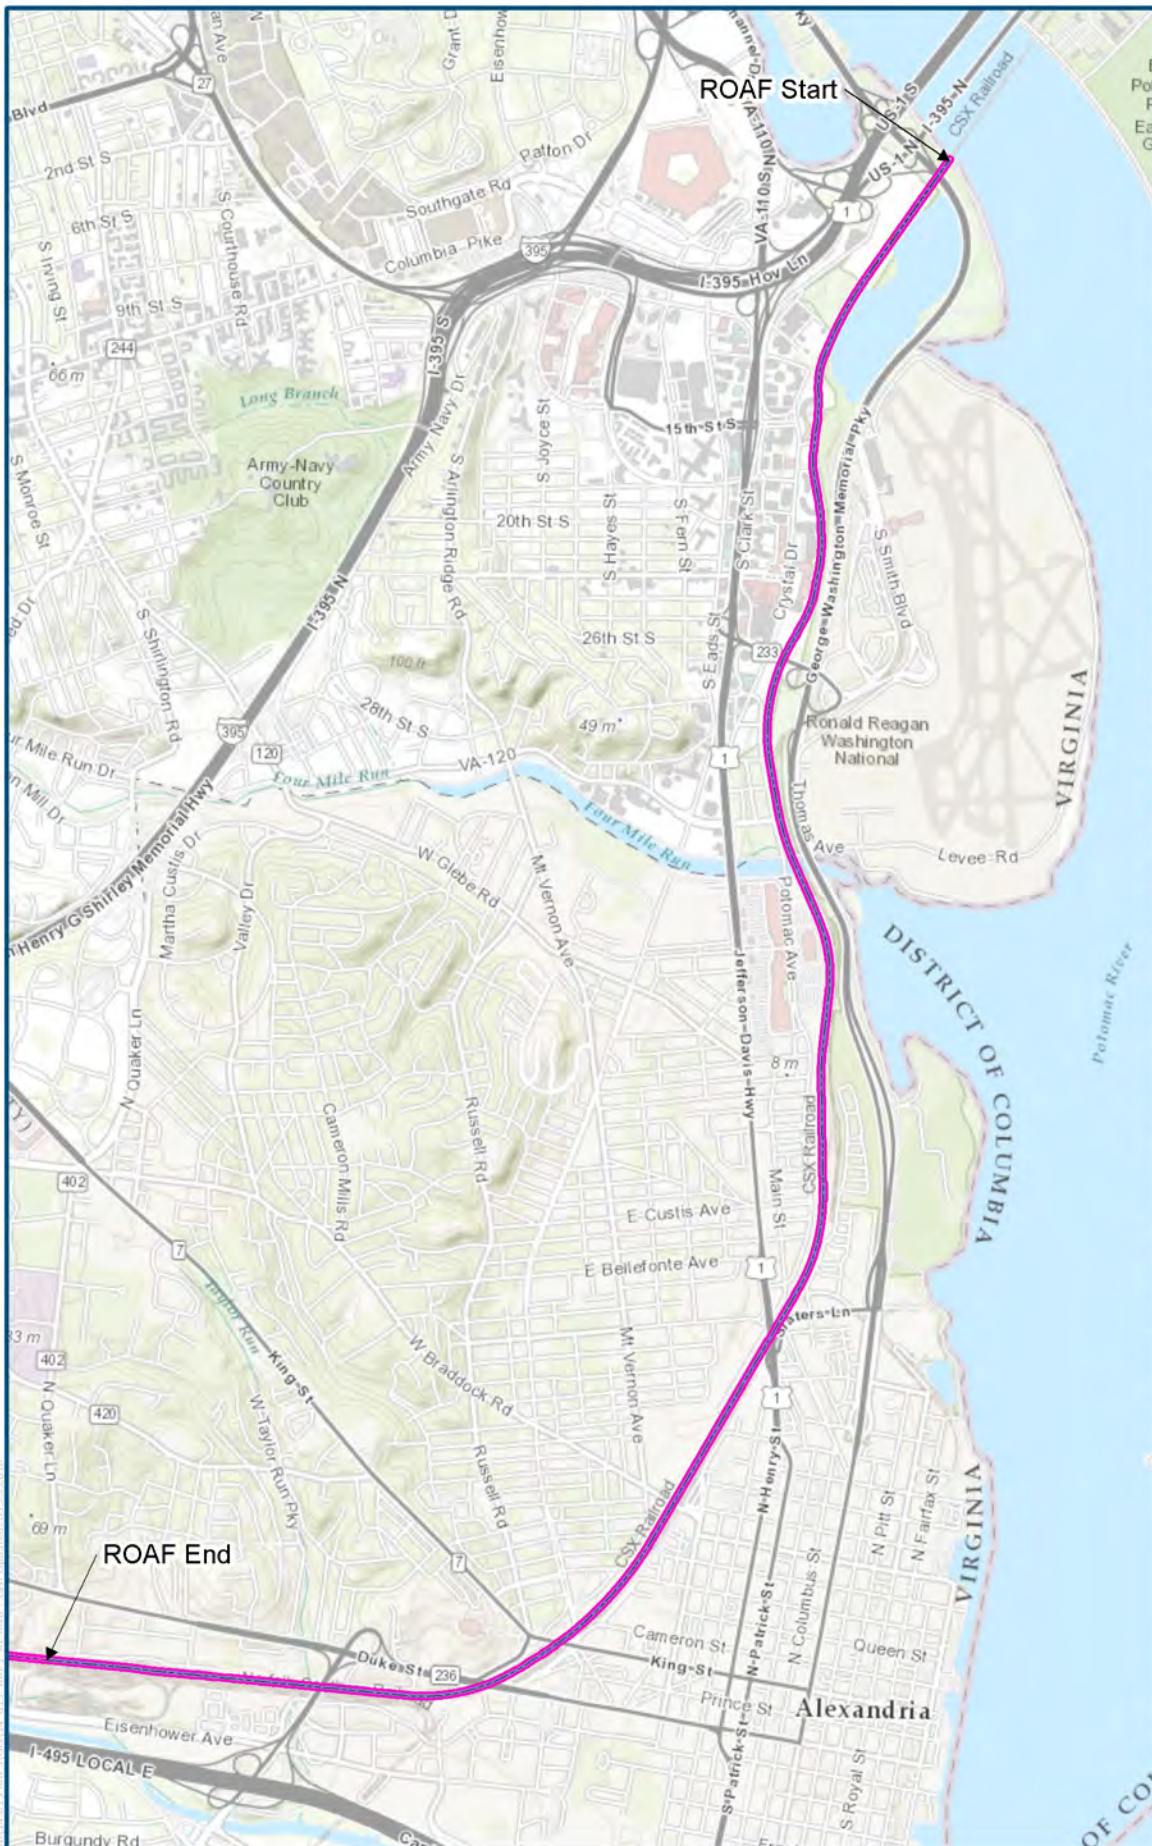 ROAF Start
CSX Railroad
US-1 S
I-395 N
US-1 N
VA-110 S
27
Blvd
2nd St S
6th St S
9th St S
S Irving St
S Courthouse Rd
Patton Dr
Southgate Rd
Columbia Pike
395
1
I-395 Hov Ln
I-395 S
244
66 m
Long Branch
Army-Navy
Country
Club
Army Navy Dr
15th St S
S Joyce St
S Monroe St
S Arlington Ridge Rd
20th St S
S Hayes St
S Fern St
S Clark St
Crystal Dr
George Washington Memorial Pky
S Smith Blvd
I-395 N
S Shirlington Rd
26th St S
S Eads St
233
100 ft
28th St S
49 m
Ronald Reagan
Washington
National
VIRGINIA
395
120
VA-120
1
Four Mile Run
Four Mile Run
Thomas Ave
Levee Rd
Henry G Shirley Memorial Hwy
Martha Custis Dr
Valley Dr
W Glebe Rd
Mt Vernon Ave
Potomac Ave
Jefferson Davis Hwy
DISTRICT OF COLUMBIA
Potomac River
N Quaker Ln
8 m
Russell Rd
Cameron Mills Rd
CSX Railroad
Main St
402
E Custis Ave
7
E Bellefonte Ave
1
Taylor Run
Slaters Ln
33 m
402
King St
W Braddock Rd
Mt Vernon Ave
N Quaker Ln
420
W Taylor Run Pky
1
N Henry St
Russell Rd
CSX Railroad
N Pitt St
N Fairfax St
VIRGINIA
69 m
ROAF End
7
N Columbus St
N Patrick St
Cameron St
Queen St
Duke St
236
King St
Prince St
Alexandria
Eisenhower Ave
I-495 LOCAL E
S Patrick St
S Royal St
Burgundy Rd